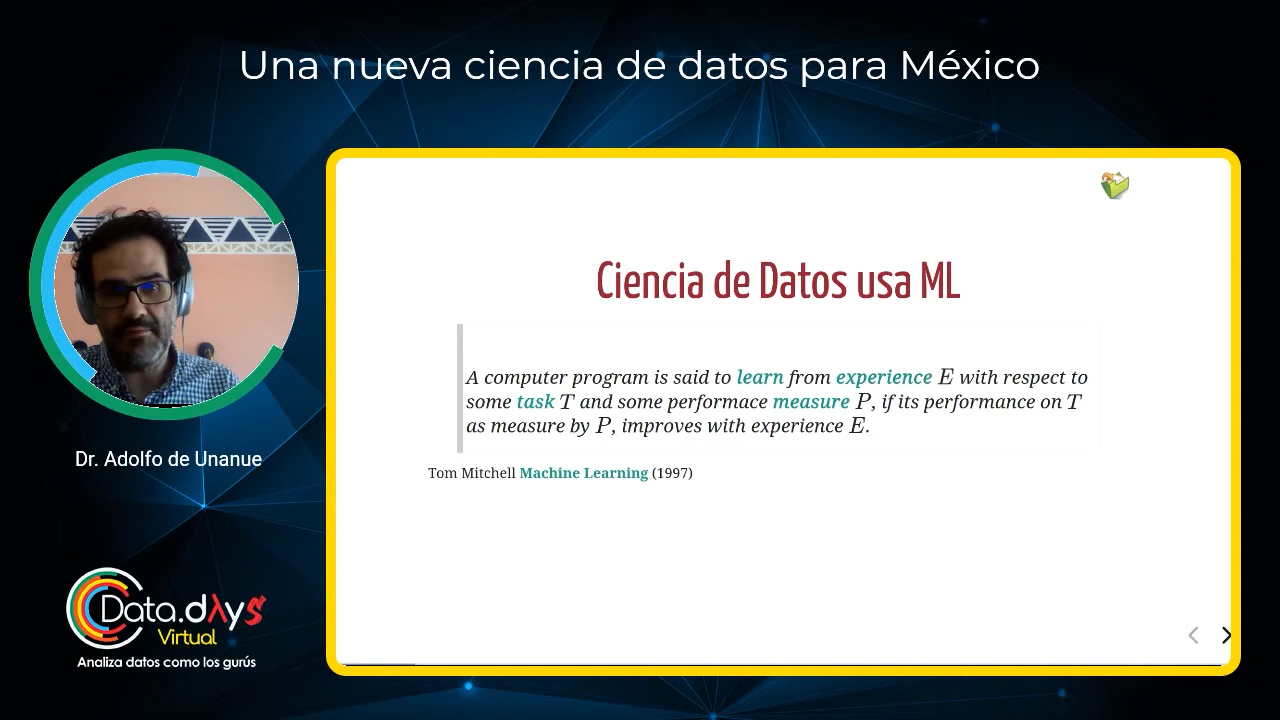 Una nueva ciencia de datos para México
Ciencia de Datos usa ML
A computer program is said to learn from experience E with respect to
some task T and some performace measure P, if its performance on T
as measure by P, improves with experience E.
Tom Mitchell Machine Learning (1997)
Dr. Adolfo de Unanue
Data.dλys
Virtual
Analiza datos como los gurús